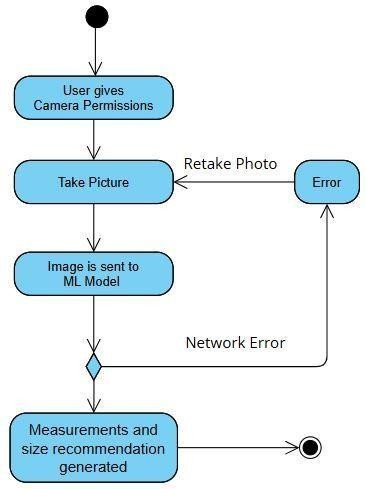 User gives
Camera Permissions
Retake Photo
Take Picture
Error
Image is sent to
ML Model
Network Error
Measurements and
size recommendation
generated